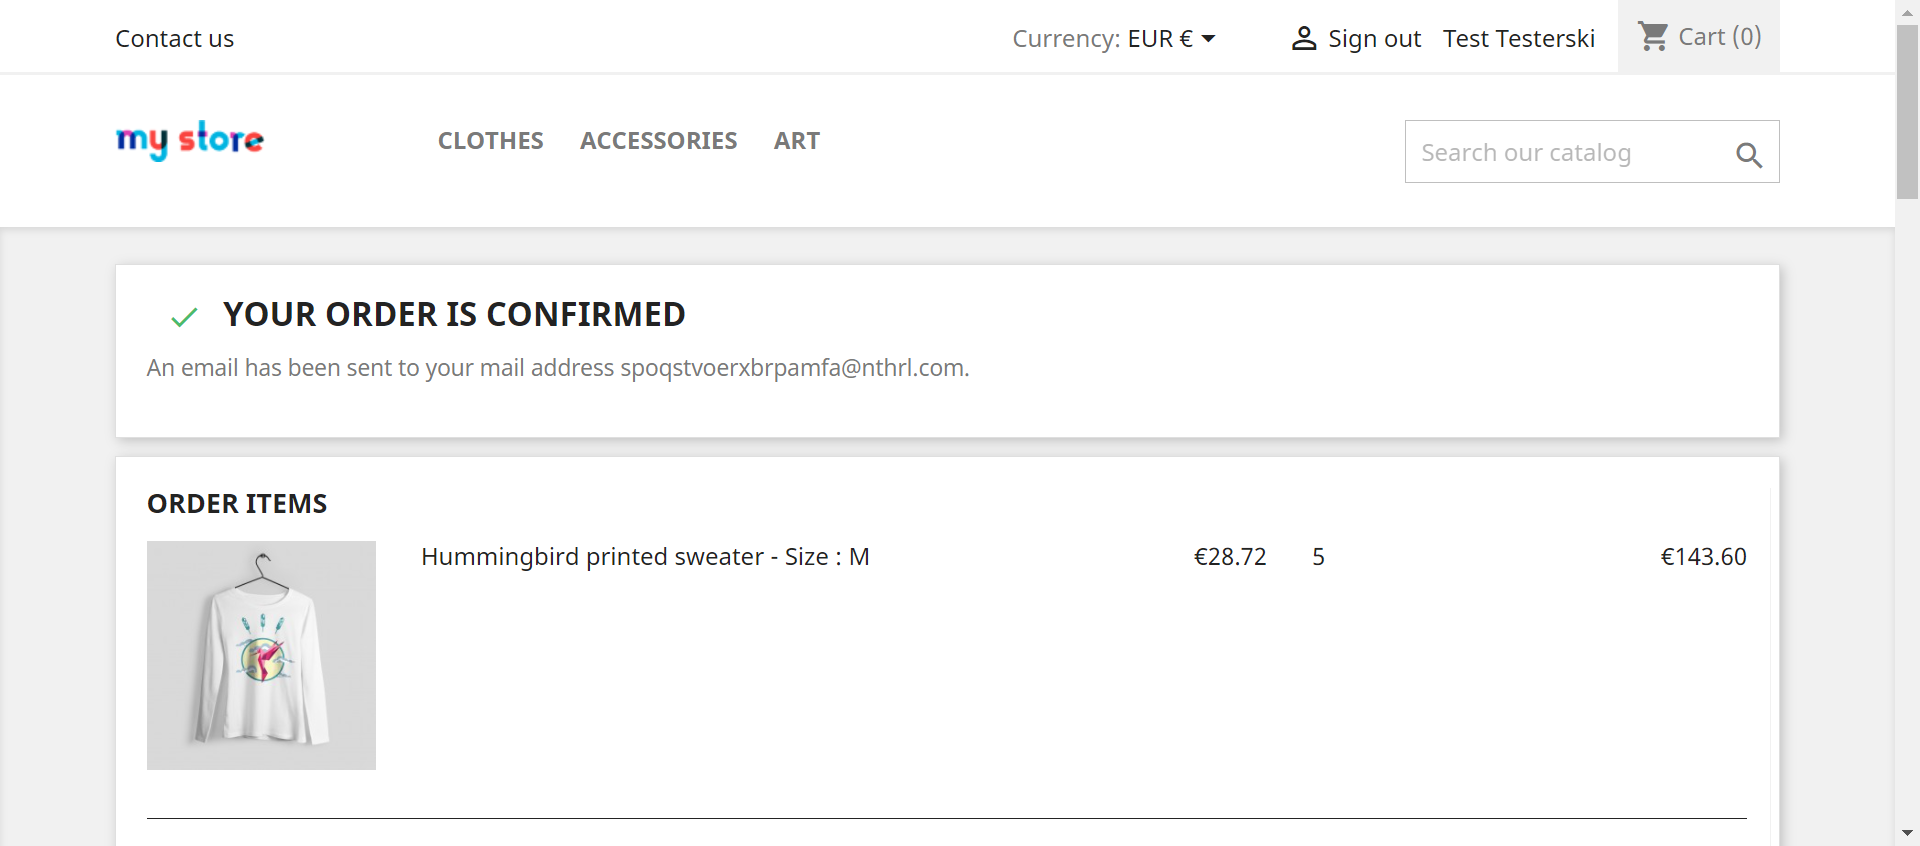 Contact us
Currency: EUR €
Sign out
Test Testerski
Cart (0)
my store
CLOTHES
ACCESSORIES
ART
Search our catalog
YOUR ORDER IS CONFIRMED
An email has been sent to your mail address spoqstvoerxbrpamfa@nthrl.com.
ORDER ITEMS
Hummingbird printed sweater - Size : M
€28.72
5
€143.60